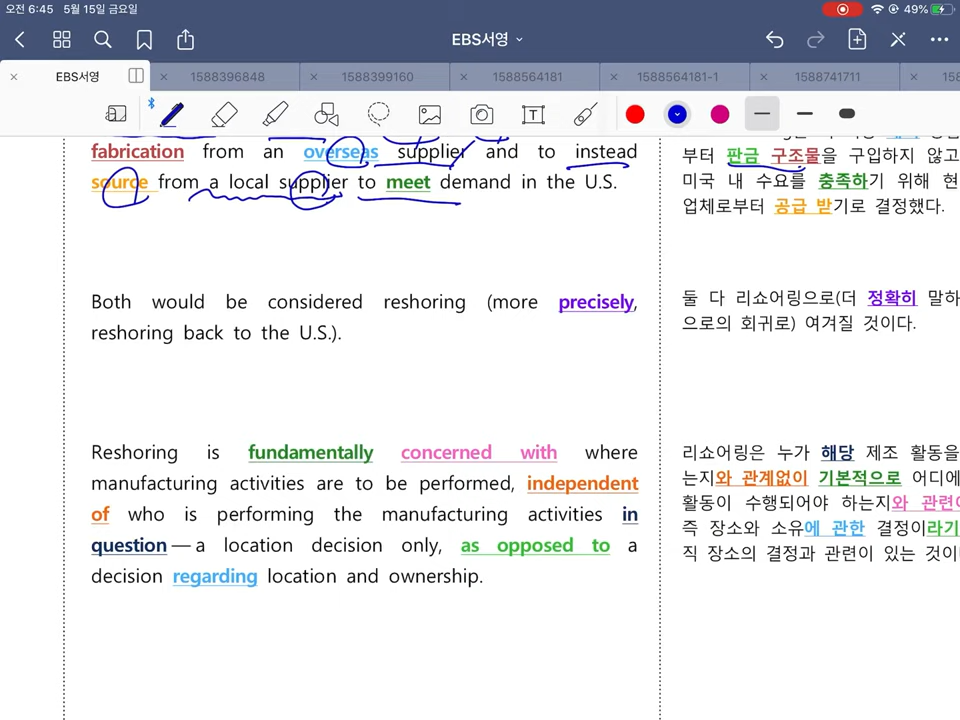 오전 6:45 5월 15일 금요일
49%
EBS서영
EBS서영
1588396848
1588399160
1588564181
1588564181-1
1588741711
fabrication from an overseas supplier and to instead
source from a local supplier to meet demand in the U.S.
Both would be considered reshoring (more precisely,
reshoring back to the U.S.).
Reshoring is fundamentally concerned with where
manufacturing activities are to be performed, independent
of who is performing the manufacturing activities in
question — a location decision only, as opposed to a
decision regarding location and ownership.
부터 판금 구조물을 구입하지 않고
미국 내 수요를 충족하기 위해 현
업체로부터 공급 받기로 결정했다.
둘 다 리쇼어링으로(더 정확히 말하
으로의 회귀로) 여겨질 것이다.
리쇼어링은 누가 해당 제조 활동을
는지와 관계없이 기본적으로 어디에
활동이 수행되어야 하는지와 관련이
즉 장소와 소유에 관한 결정이라기
직 장소의 결정과 관련이 있는 것이